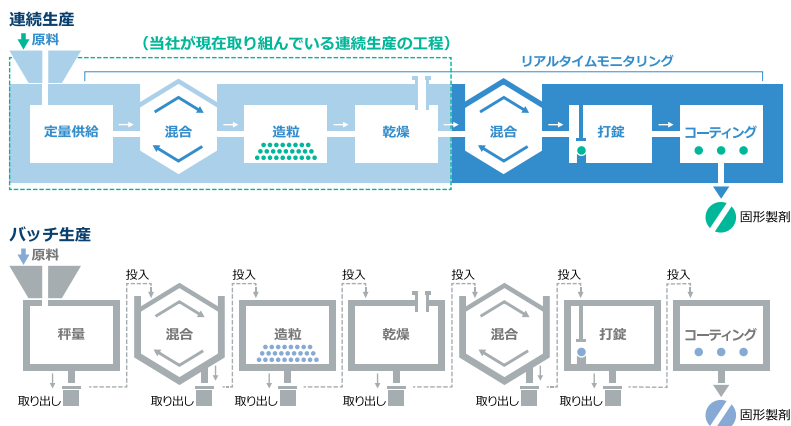 連続生産
原料
（当社が現在取り組んでいる連続生産の工程）
リアルタイムモニタリング
定量供給
混合
造粒
乾燥
混合
打錠
コーティング
固形製剤
バッチ生産
原料
投入
投入
投入
投入
投入
投入
秤量
混合
造粒
乾燥
混合
打錠
コーティング
取り出し
取り出し
取り出し
取り出し
取り出し
取り出し
固形製剤